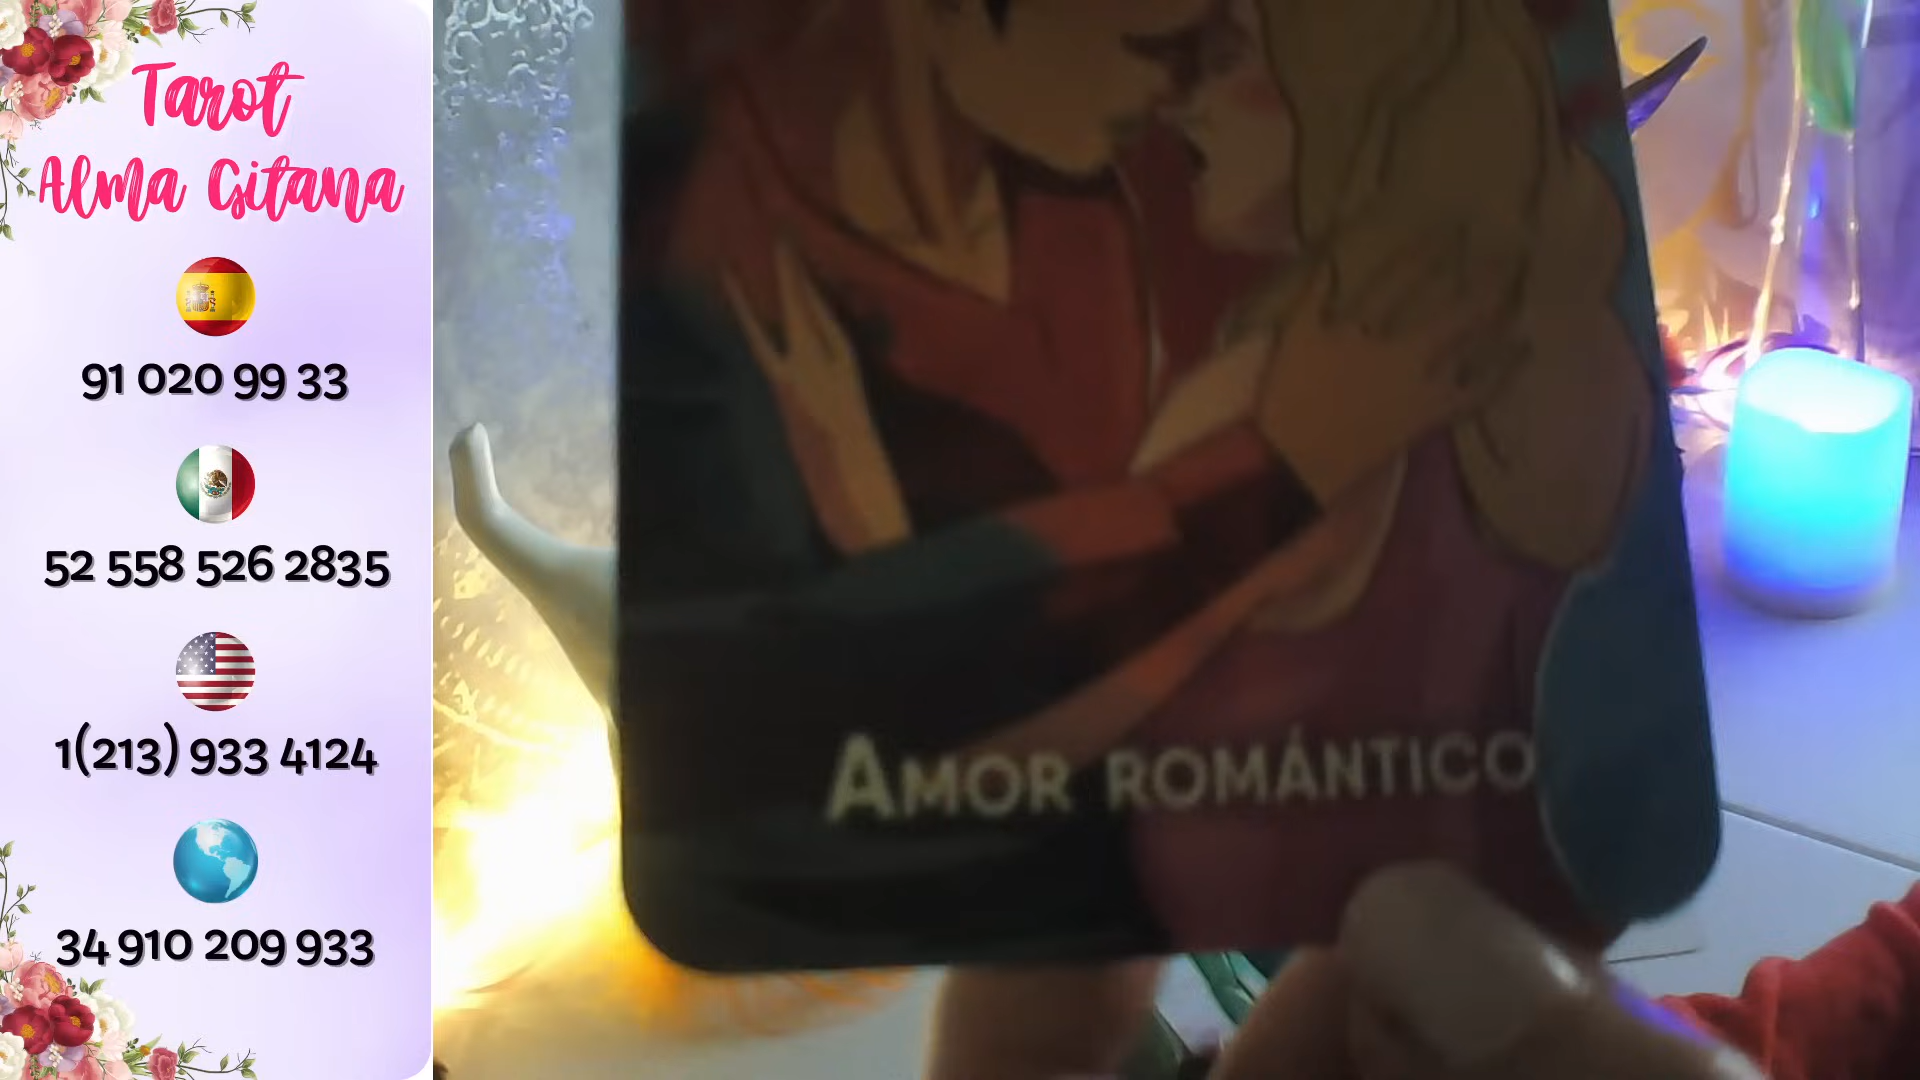 Tarot
Alma Gitana
91 020 99 33
52 558 526 2835
1(213) 933 4124
34 910 209 933
AMOR ROMÁNTICO